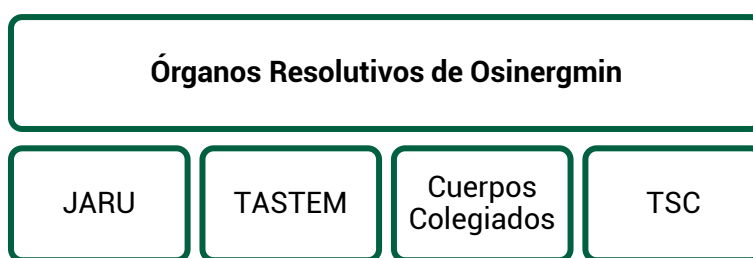 Órganos Resolutivos de Osinergmin
JARU
TASTEM
Cuerpos
Colegiados
TSC